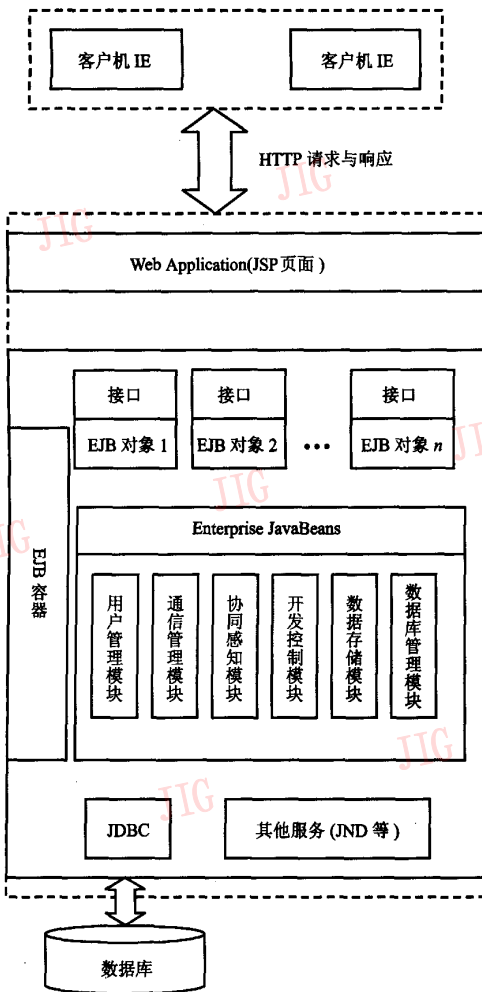 客户机 IE
客户机 IE
HTTP 请求与响应
JIG
JIG
Web Application(JSP 页面)
接口
接口
接口
EJB 对象 1
EJB 对象 2
•••
EJB 对象 n
JIG
JIG
JIG
EJB 容器
Enterprise JavaBeans
用户管理模块
通信管理模块
协同感知模块
开发控制模块
数据存储模块
数据库管理模块
JIG
JIG
JDBC
其他服务 (JND 等)
数据库